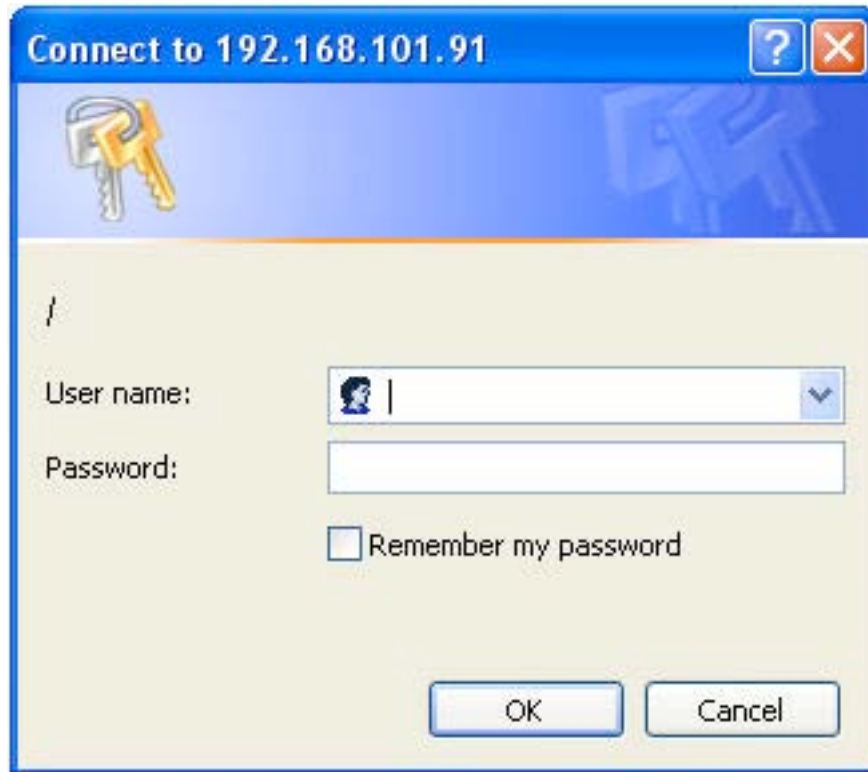 Connect to 192.168.101.91
/
User name:
Password:
Remember my password
OK Cancel